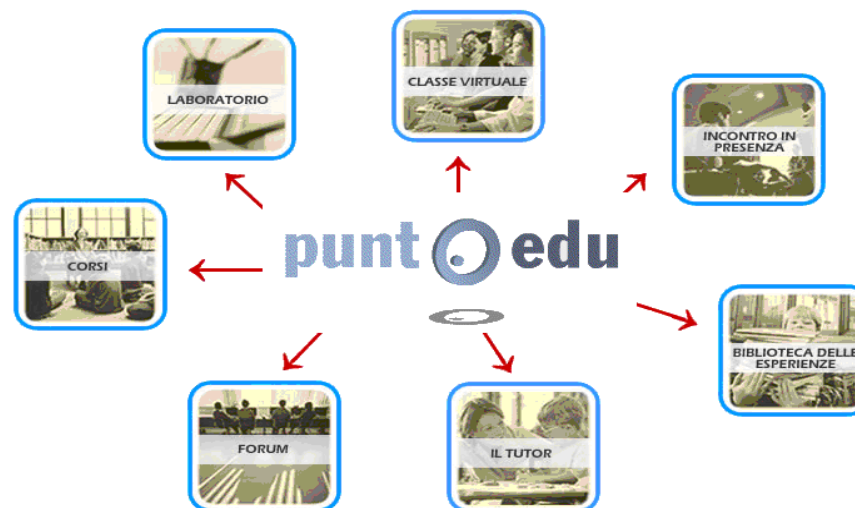 LABORATORIO
CLASSE VIRTUALE
INCONTRO IN
PRESENZA
punt edu
CORSI
BIBLIOTECA DELLE
ESPERIENZE
FORUM
IL TUTOR